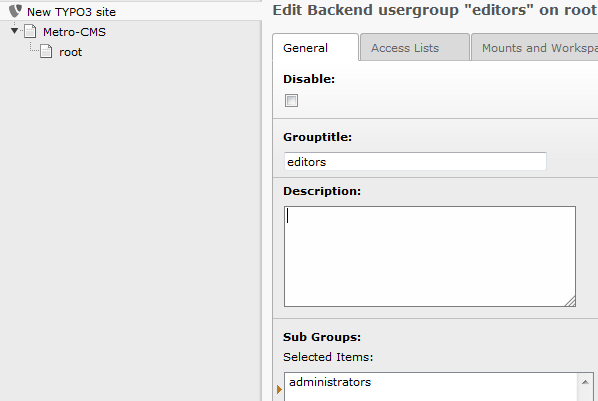 New TYPO3 site
Metro-CMS
root
Edit Backend usergroup "editors" on root
General
Access Lists
Mounts and Workspa
Disable:
Grouptitle:
editors
Description:
Sub Groups:
Selected Items:
administrators